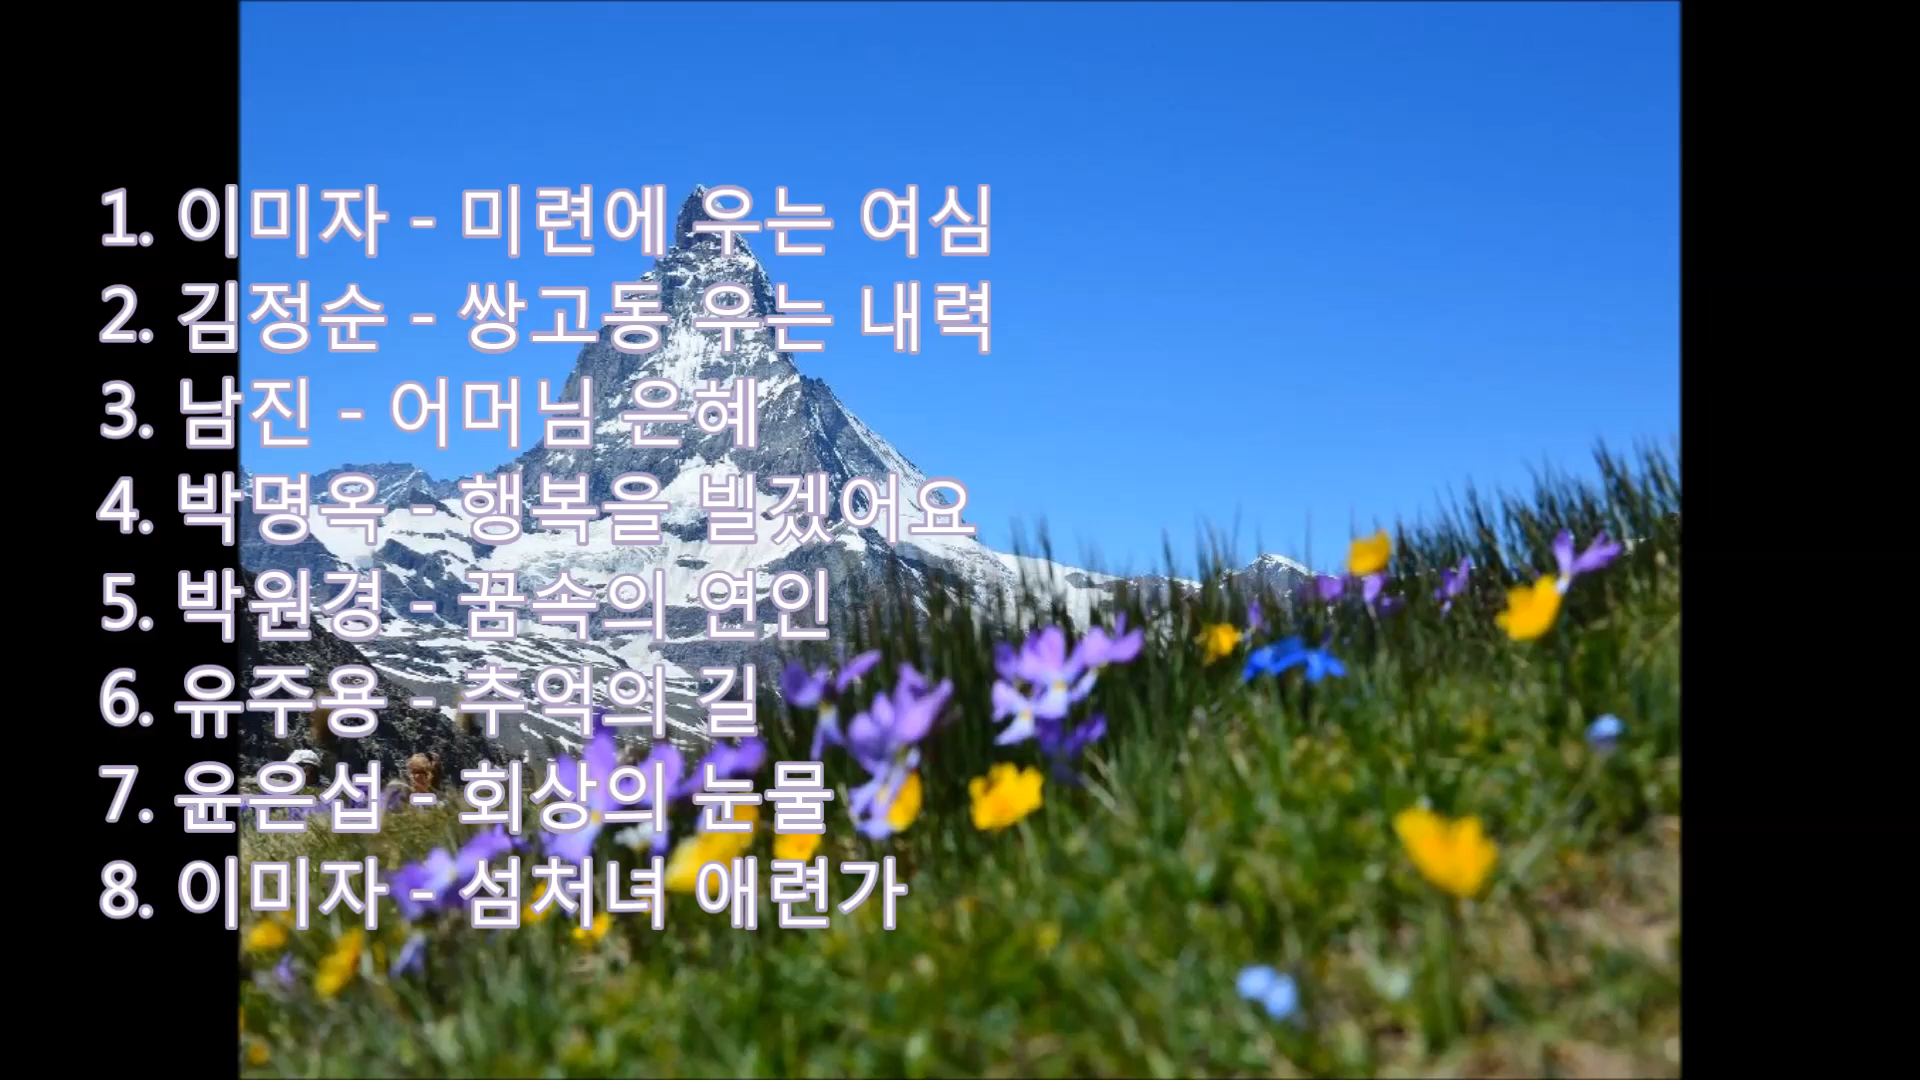 1. 이미자 - 미련에 우는 여심
2. 김정순 - 쌍고동 우는 내력
3. 남진 - 어머님 은혜
4. 박명옥 - 행복을 빌겠어요
5. 박원경 - 꿈속의 연인
6. 유주용 - 추억의 길
7. 윤은섭 - 회상의 눈물
8. 이미자 - 섬처녀 애련가